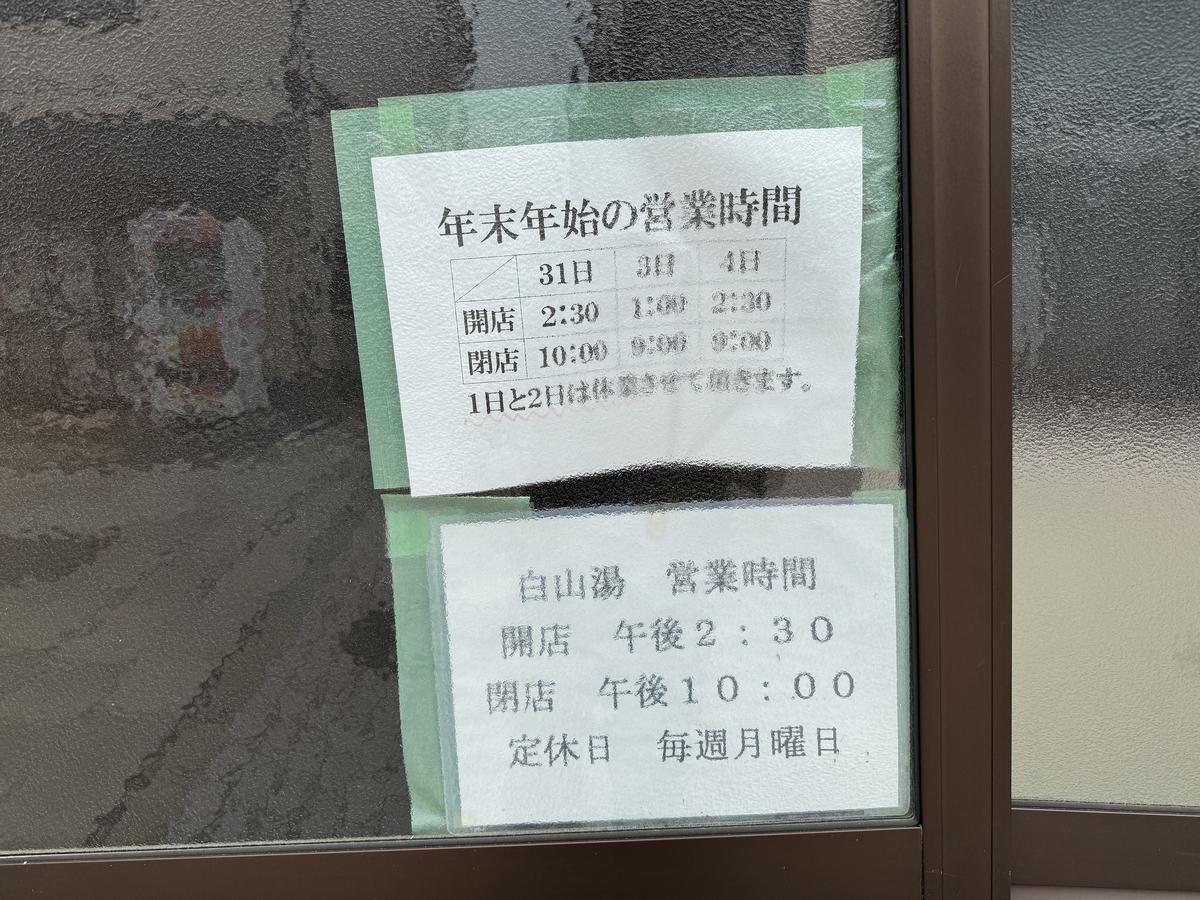 年末年始の営業時間
31日 3日 4日
開店 2:30 1:00 2:30
閉店 10:00 9:00 9:00
1日と2日は休業させて頂きます。
白山湯 営業時間
開店 午後2:30
閉店 午後10:00
定休日 毎週月曜日